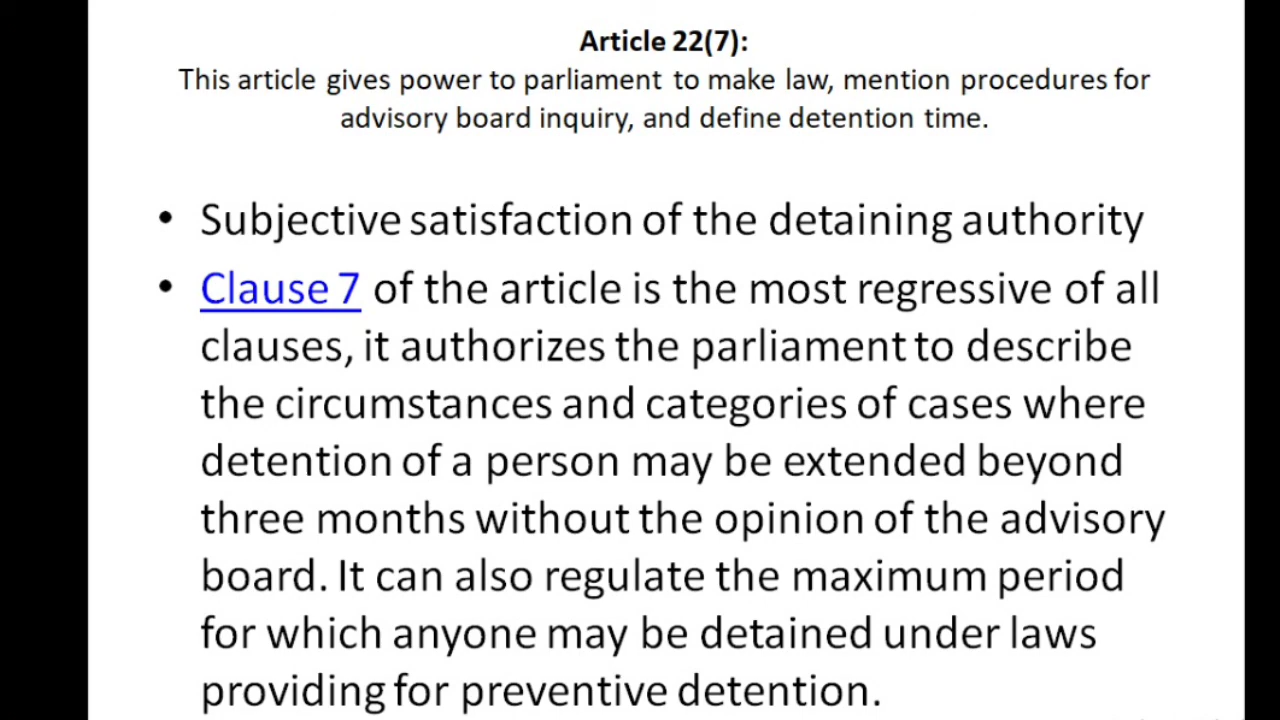 Article 22(7):
This article gives power to parliament to make law, mention procedures for
advisory board inquiry, and define detention time.
• Subjective satisfaction of the detaining authority
• Clause 7 of the article is the most regressive of all
clauses, it authorizes the parliament to describe
the circumstances and categories of cases where
detention of a person may be extended beyond
three months without the opinion of the advisory
board. It can also regulate the maximum period
for which anyone may be detained under laws
providing for preventive detention.